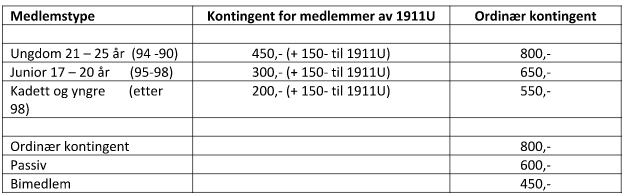 Medlemstype Kontingent for medlemmer av 1911U Ordinær kontingent
Ungdom 21 – 25 år (94 -90) 450,- (+ 150- til 1911U) 800,-
Junior 17 – 20 år (95-98) 300,- (+ 150- til 1911U) 650,-
Kadett og yngre (etter 200,- (+ 150- til 1911U) 550,-
98)
Ordinær kontingent 800,-
Passiv 600,-
Bimedlem 450,-